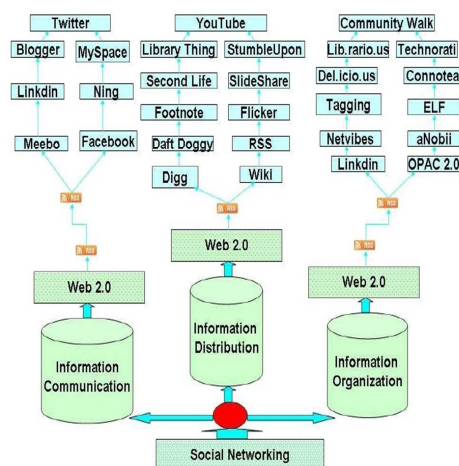 Twitter
YouTube
Community Walk
Blogger
MySpace
Library Thing
StumbleUpon
Lib.rario.us
Technorati
Linkdin
Ning
Second Life
SlideShare
Del.icio.us
Connotea
Footnote
Flicker
Tagging
ELF
Meebo
Facebook
Daft Doggy
RSS
Netvibes
aNobii
Digg
Wiki
Linkdin
OPAC 2.0
RSS
RSS
RSS
RSS
RSS
Web 2.0
Web 2.0
Web 2.0
Information
Communication
Information
Distribution
Information
Organization
Social Networking